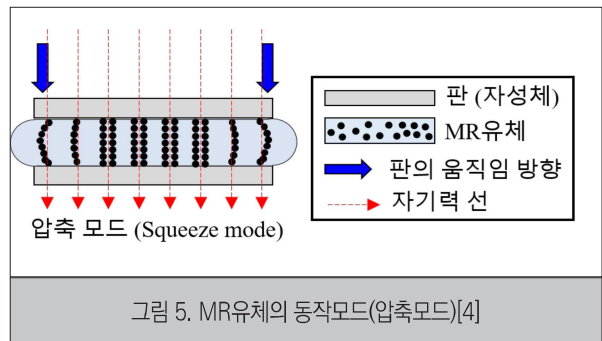 판 (자성체)
MR유체
판의 움직임 방향
자기력 선
압축 모드 (Squeeze mode)
그림 5. MR유체의 동작모드(압축모드)[4]